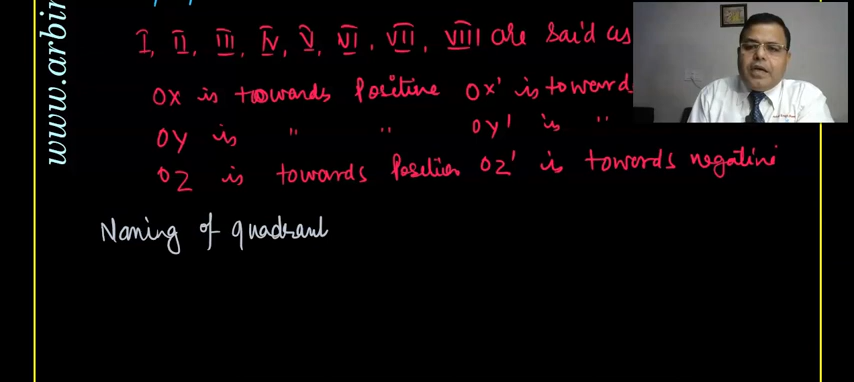 I, II, III, IV, V, VI, VII, VIII are said as
OX is towards Positive OX' is toward
OY is " " OY' is "
OZ is towards Positive OZ' is towards negative
Naming of quadrant
www.arbin